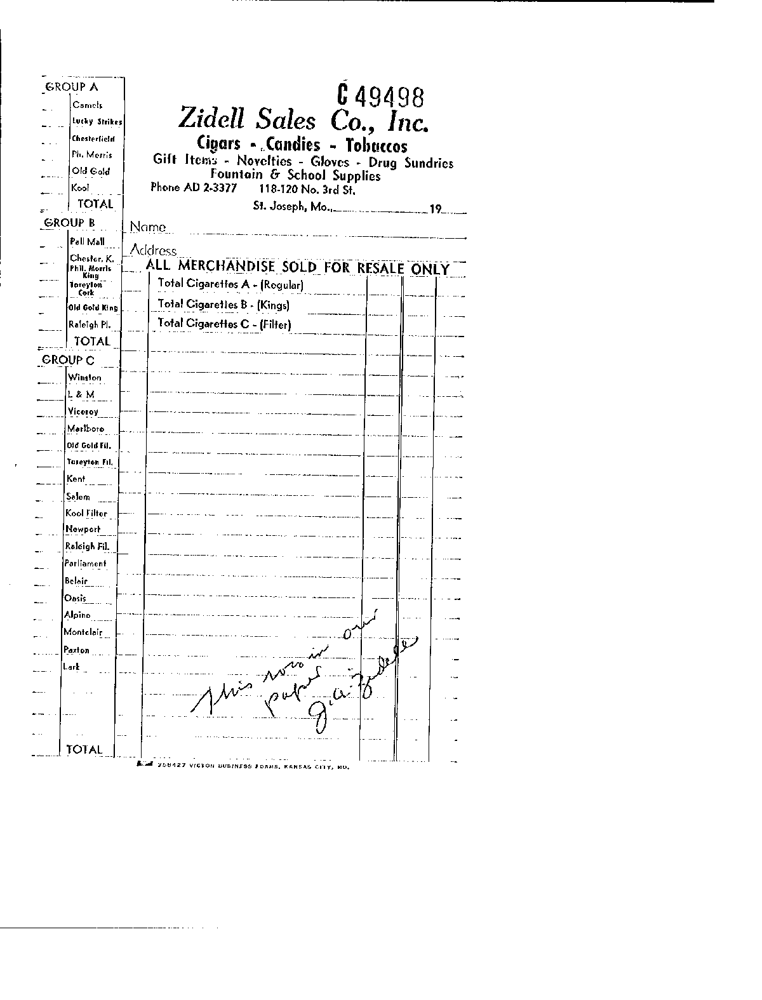 GROUP A
Camels
Lucky Strikes
Chesterfield
Ph. Morris
Old Gold
Kool
TOTAL
C 49498
Zidell Sales Co., Inc.
Cigars - Candies - Tobaccos
Gift Items - Novelties - Gloves - Drug Sundries
Fountain & School Supplies
Phone AD 2-3377 118-120 No. 3rd St.
St. Joseph, Mo., 19
GROUP B
Pall Mall
Chester. K.
Phil. Morris
King
Tareyton
Cork
Old Gold King
Raleigh Pl.
TOTAL
Name
Address
ALL MERCHANDISE SOLD FOR RESALE ONLY
Total Cigarettes A - (Regular)
Total Cigarettes B - (Kings)
Total Cigarettes C - (Filter)
GROUP C
Winston
L & M
Viceroy
Marlboro
Old Gold Fil.
Tareyton Fil.
Kent
Salem
Kool Filter
Newport
Raleigh Fil.
Parliament
Belair
Oasis
Alpine
Montclair
Paxton
Lark
TOTAL
This was in our
paper
G. A. Zidell
258427 VICTOR BUSINESS FORMS, KANSAS CITY, MO.